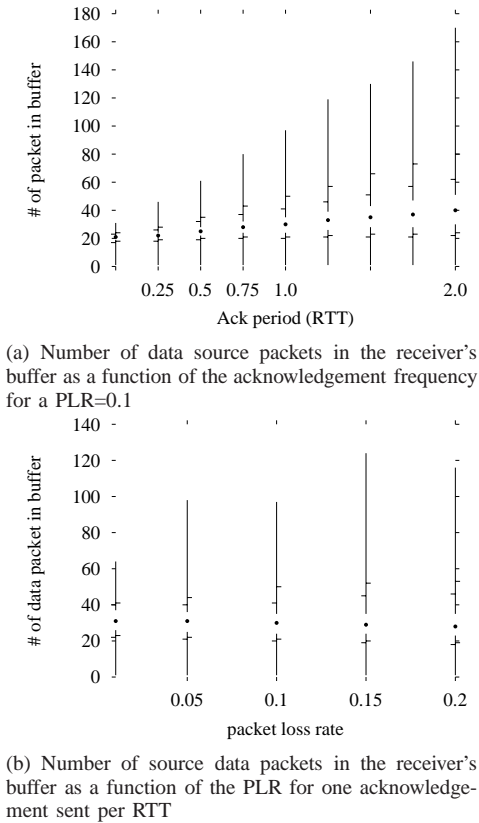 180
160
140
120
100
80
60
40
20
0
# of packet in buffer
0.25 0.5 0.75 1.0 2.0
Ack period (RTT)
(a) Number of data source packets in the receiver's
buffer as a function of the acknowledgement frequency
for a PLR=0.1
140
120
100
80
60
40
20
0
# of data packet in buffer
0.05 0.1 0.15 0.2
packet loss rate
(b) Number of source data packets in the receiver's
buffer as a function of the PLR for one acknowledge-
ment sent per RTT